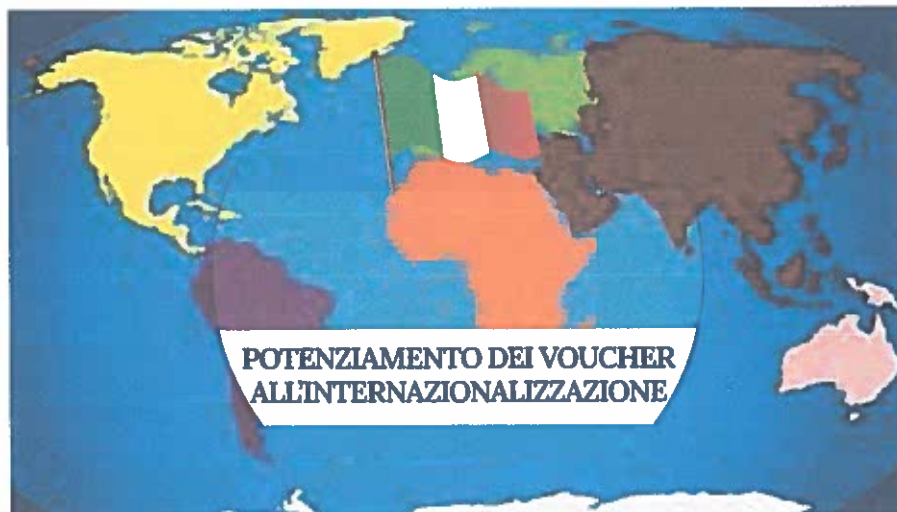 POTENZIAMENTO DEI VOUCHER
ALL'INTERNAZIONALIZZAZIONE